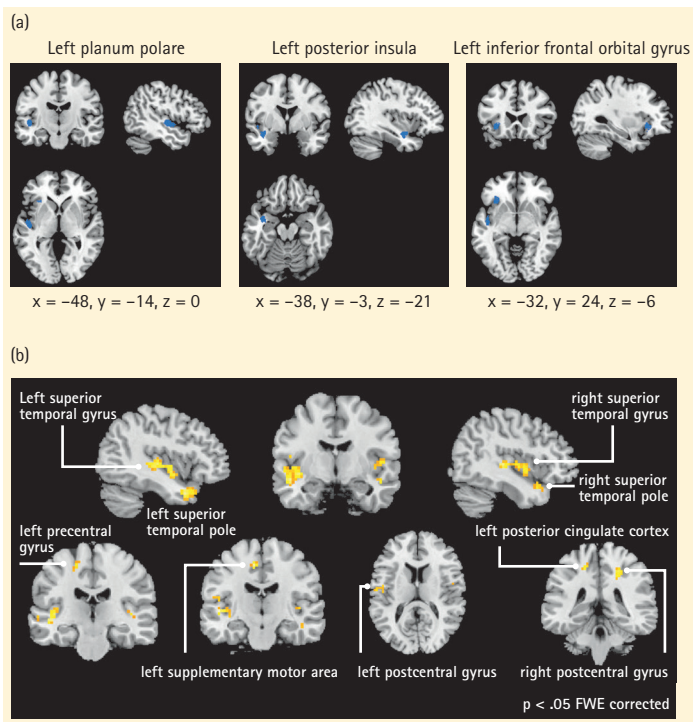 (a)
Left planum polare
Left posterior insula
Left inferior frontal orbital gyrus
x = −48, y = −14, z = 0
x = −38, y = −3, z = −21
x = −32, y = 24, z = −6
(b)
Left superior
temporal gyrus
right superior
temporal gyrus
right superior
temporal pole
left superior
temporal pole
left precentral
gyrus
left posterior cingulate cortex
left supplementary motor area
left postcentral gyrus
right postcentral gyrus
p < .05 FWE corrected